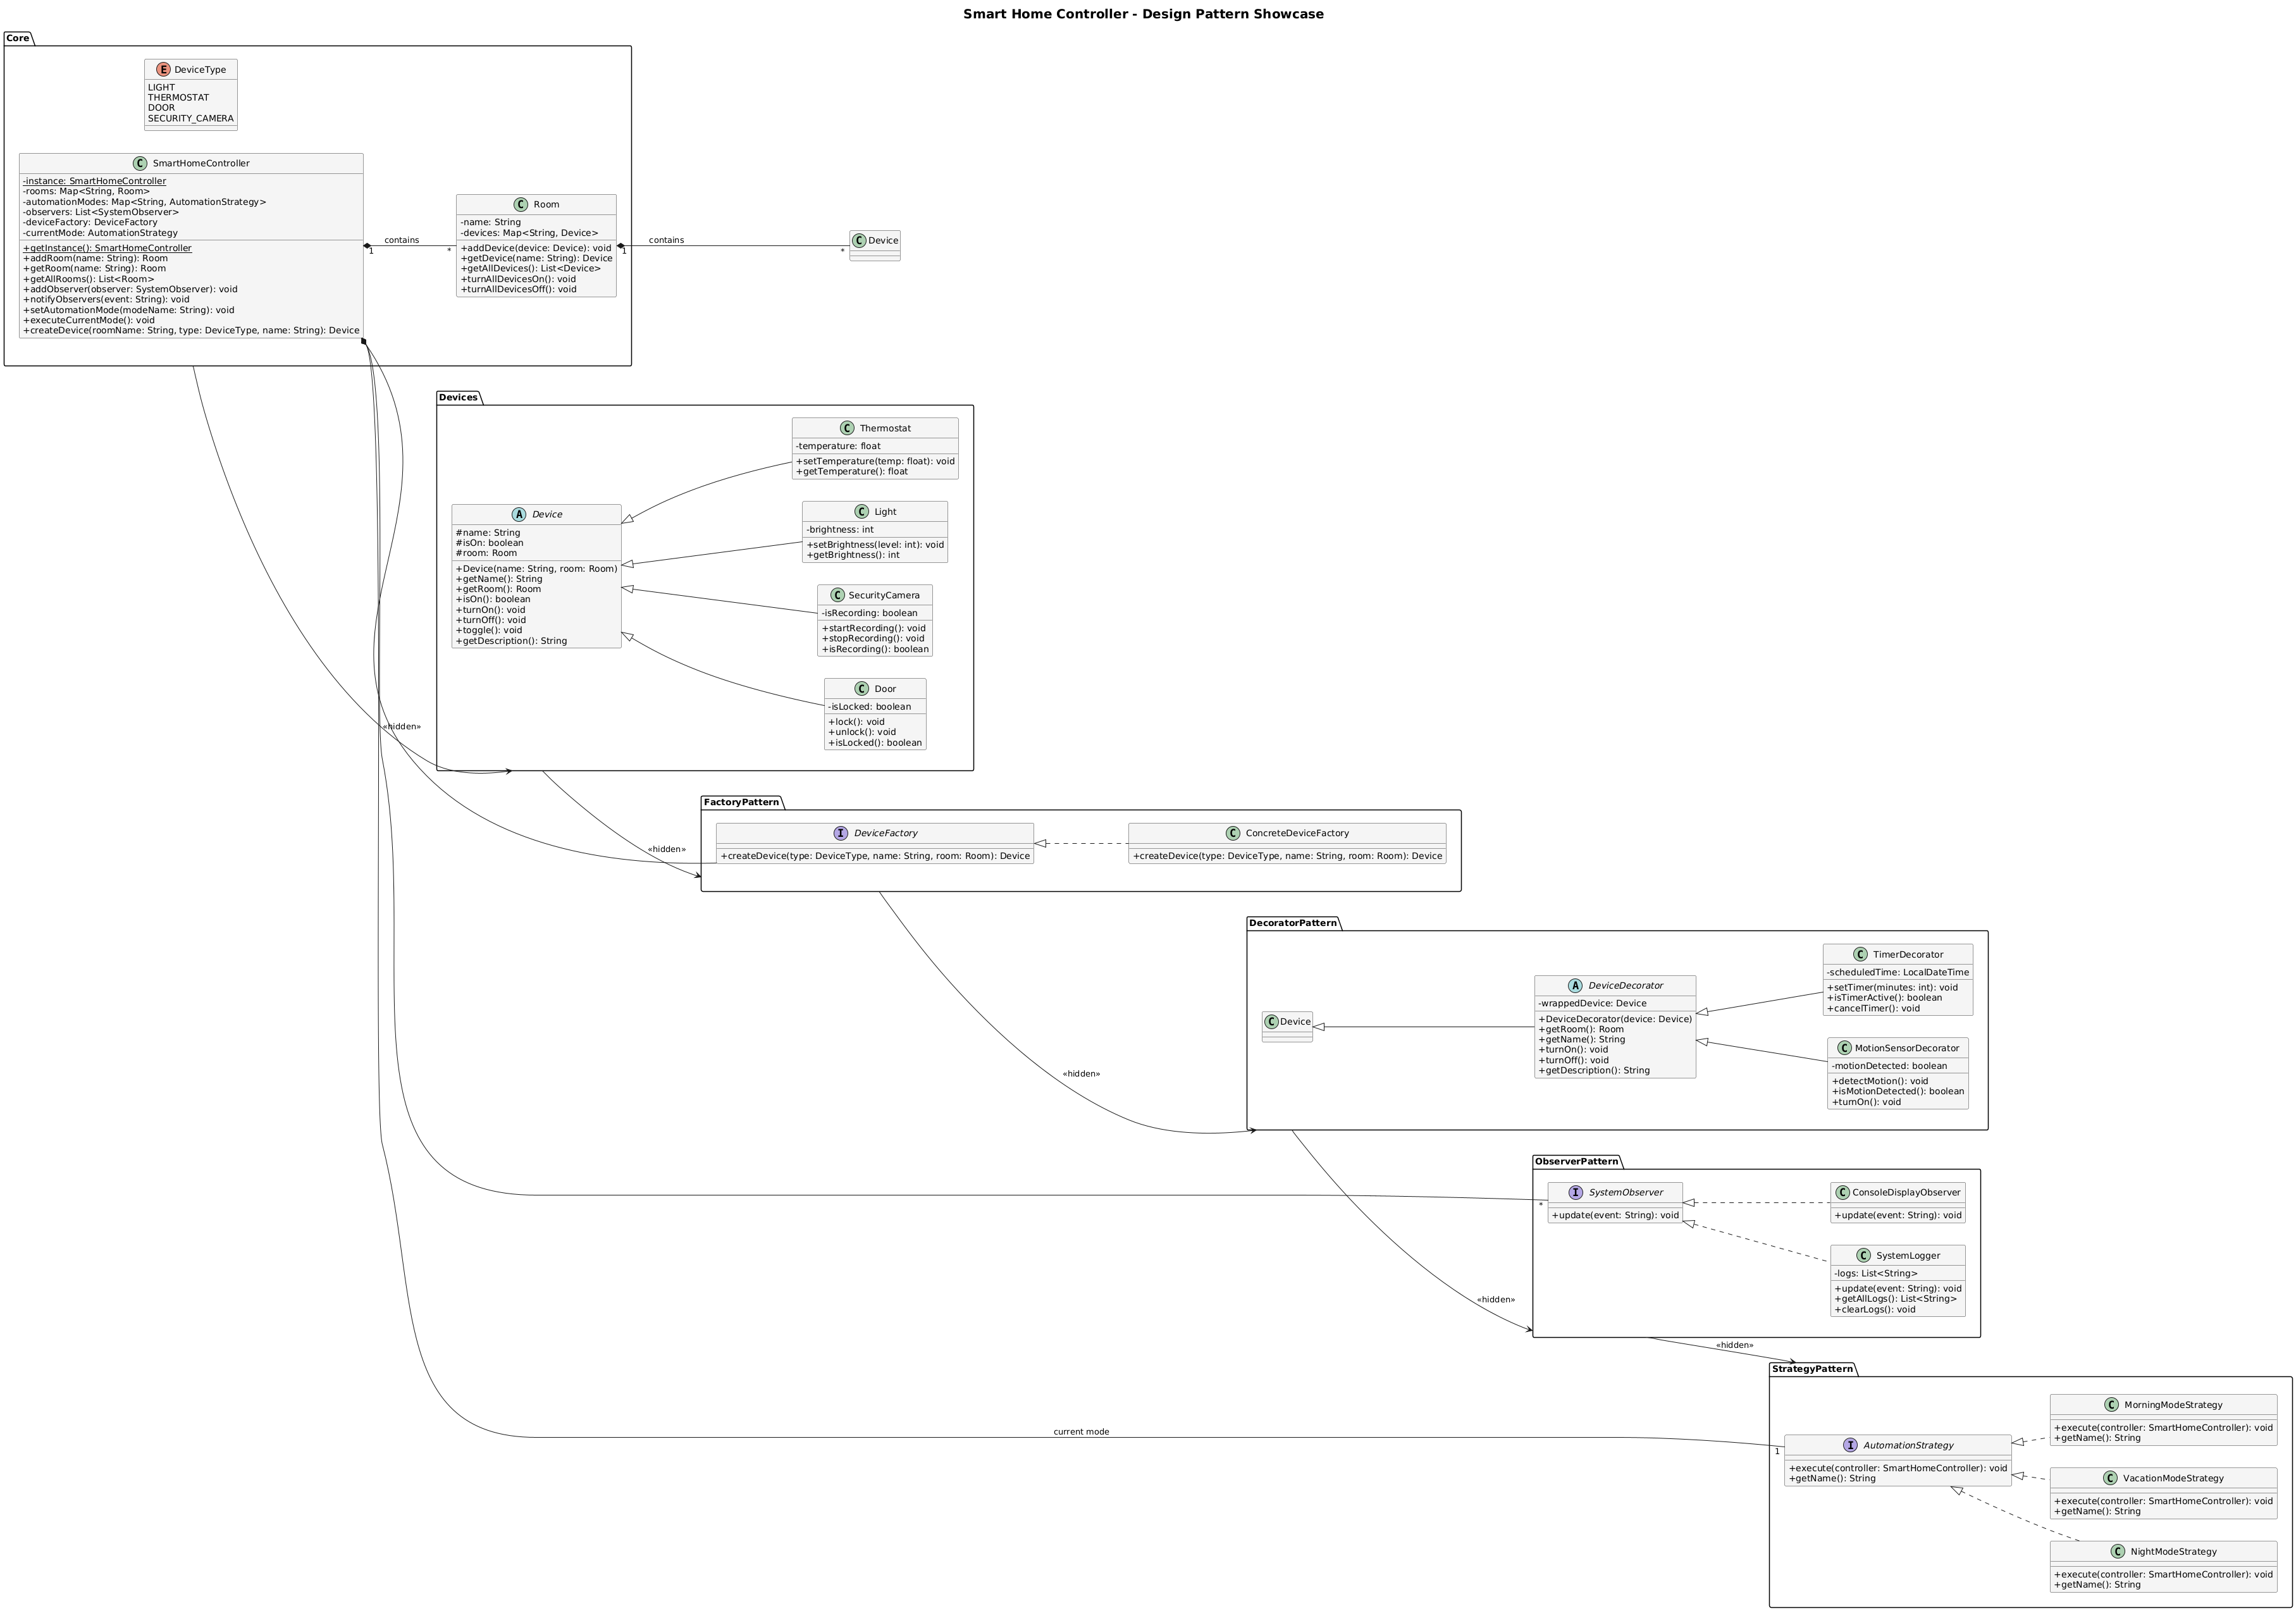 Smart Home Controller - Design Pattern Showcase
Core
E DeviceType
LIGHT
THERMOSTAT
DOOR
SECURITY_CAMERA
C SmartHomeController
-instance: SmartHomeController
-rooms: Map<String, Room>
-automationModes: Map<String, AutomationStrategy>
-observers: List<SystemObserver>
-deviceFactory: DeviceFactory
-currentMode: AutomationStrategy
+getInstance(): SmartHomeController
+addRoom(name: String): Room
+getRoom(name: String): Room
+getAllRooms(): List<Room>
+addObserver(observer: SystemObserver): void
+notifyObservers(event: String): void
+setAutomationMode(modeName: String): void
+executeCurrentMode(): void
+createDevice(roomName: String, type: DeviceType, name: String): Device
contains
1
*
C Room
-name: String
-devices: Map<String, Device>
+addDevice(device: Device): void
+getDevice(name: String): Device
+getAllDevices(): List<Device>
+turnAllDevicesOn(): void
+turnAllDevicesOff(): void
contains
1
*
C Device
«hidden»
Devices
A Device
#name: String
#isOn: boolean
#room: Room
+Device(name: String, room: Room)
+getName(): String
+getRoom(): Room
+isOn(): boolean
+turnOn(): void
+turnOff(): void
+toggle(): void
+getDescription(): String
C Thermostat
-temperature: float
+setTemperature(temp: float): void
+getTemperature(): float
C Light
-brightness: int
+setBrightness(level: int): void
+getBrightness(): int
C SecurityCamera
-isRecording: boolean
+startRecording(): void
+stopRecording(): void
+isRecording(): boolean
C Door
-isLocked: boolean
+lock(): void
+unlock(): void
+isLocked(): boolean
«hidden»
FactoryPattern
I DeviceFactory
+createDevice(type: DeviceType, name: String, room: Room): Device
C ConcreteDeviceFactory
+createDevice(type: DeviceType, name: String, room: Room): Device
«hidden»
DecoratorPattern
C Device
A DeviceDecorator
-wrappedDevice: Device
+DeviceDecorator(device: Device)
+getRoom(): Room
+getName(): String
+turnOn(): void
+turnOff(): void
+getDescription(): String
C TimerDecorator
-scheduledTime: LocalDateTime
+setTimer(minutes: int): void
+isTimerActive(): boolean
+cancelTimer(): void
C MotionSensorDecorator
-motionDetected: boolean
+detectMotion(): void
+isMotionDetected(): boolean
+turnOn(): void
«hidden»
ObserverPattern
*
I SystemObserver
+update(event: String): void
C ConsoleDisplayObserver
+update(event: String): void
C SystemLogger
-logs: List<String>
+update(event: String): void
+getAllLogs(): List<String>
+clearLogs(): void
«hidden»
StrategyPattern
current mode
1
I AutomationStrategy
+execute(controller: SmartHomeController): void
+getName(): String
C MorningModeStrategy
+execute(controller: SmartHomeController): void
+getName(): String
C VacationModeStrategy
+execute(controller: SmartHomeController): void
+getName(): String
C NightModeStrategy
+execute(controller: SmartHomeController): void
+getName(): String